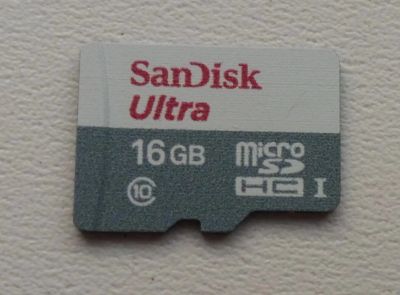 SanDisk
Ultra
16 GB
micro SD HC I
10